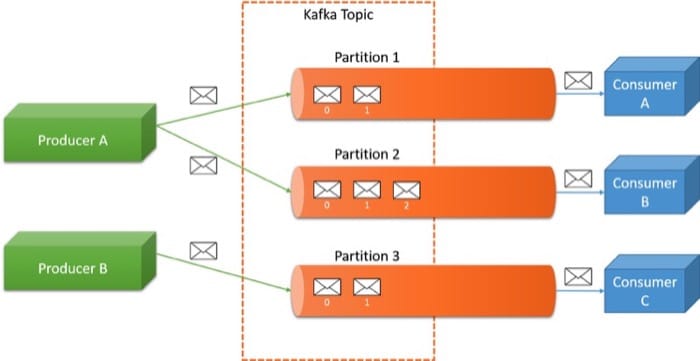 Kafka Topic
Partition 1
0 1
Producer A
Consumer
A
Partition 2
0 1 2
Consumer
B
Partition 3
0 1
Producer B
Consumer
C